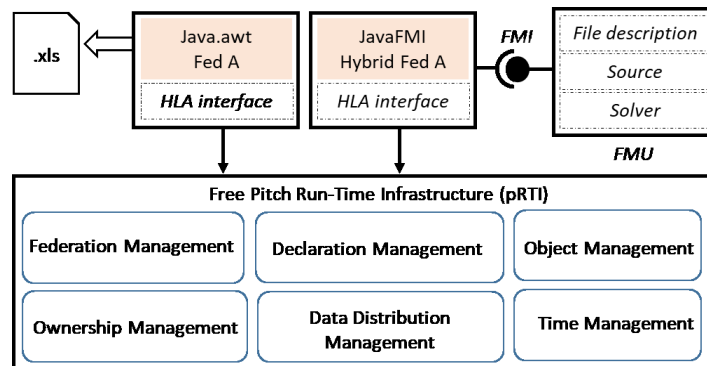 .xls
Java.awt
Fed A
HLA interface
JavaFMI
Hybrid Fed A
HLA interface
FMI
File description
Source
Solver
FMU
Free Pitch Run-Time Infrastructure (pRTI)
Federation Management
Declaration Management
Object Management
Ownership Management
Data Distribution
Management
Time Management